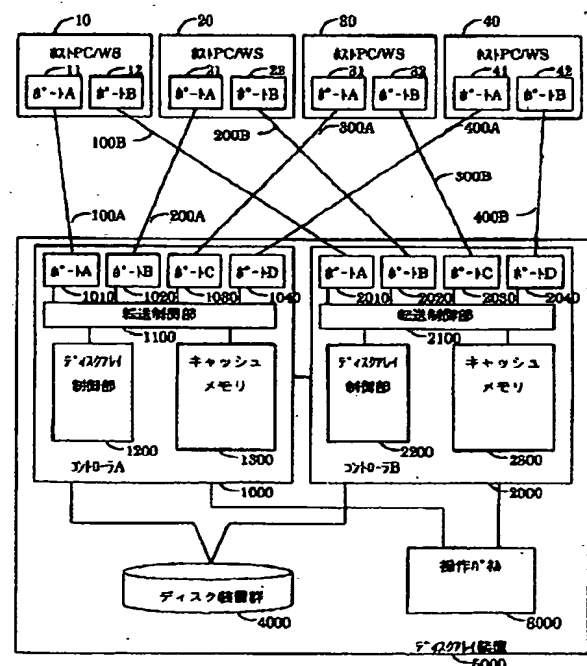 10 20 30 40
ホストPC/WS ホストPC/WS ホストPC/WS ホストPC/WS
11 12 21 22 31 32 41 42
ポートA ポートB ポートA ポートB ポートA ポートB ポートA ポートB
100B 200B 300A 400A
100A 200A 300B 400B
ポートA ポートB ポートC ポートD ポートA ポートB ポートC ポートD
1010 1020 1030 1040 2010 2020 2030 2040
転送制御部 転送制御部
1100 2100
ディスクアレイ キャッシュ ディスクアレイ キャッシュ
制御部 メモリ 制御部 メモリ
1200 1300 2200 2300
コントローラA コントローラB
1000 2000
操作パネル
ディスク装置群
4000 6000
ディスクアレイ装置
5000